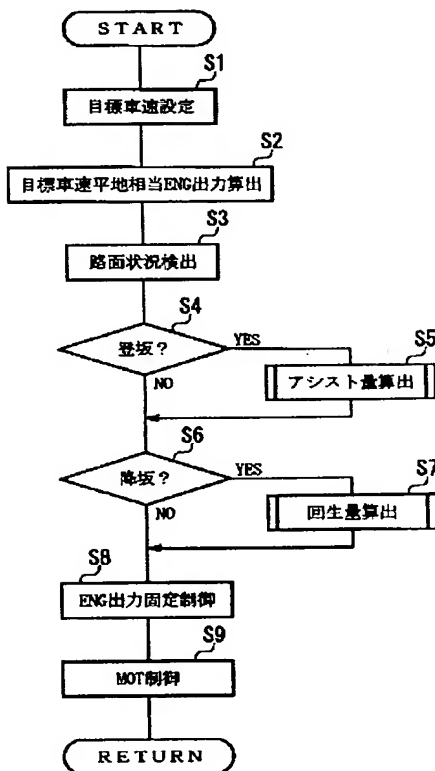 START
S1
目標車速設定
S2
目標車速平地相当ENG出力算出
S3
路面状況検出
S4
登坂?
YES
S5
アシスト量算出
NO
S6
降坂?
YES
S7
回生量算出
NO
S8
ENG出力固定制御
S9
MOT制御
RETURN